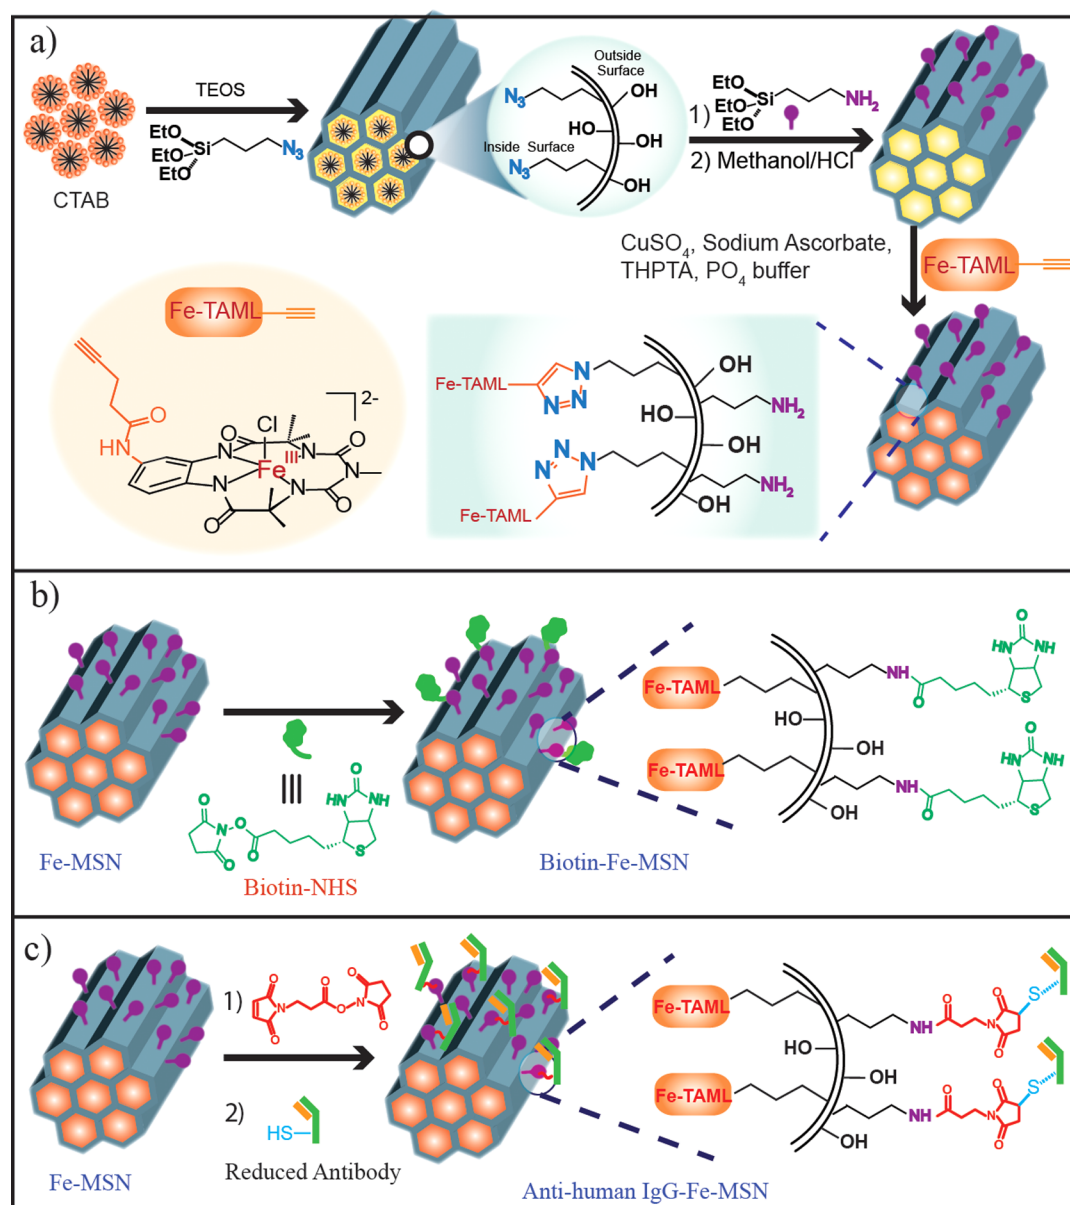 a)
CTAB
TEOS
EtO
EtO
EtO
Si
N3
Outside
Surface
N3
OH
HO
OH
Inside Surface
N3
OH
1)
EtO
EtO
EtO
Si
NH2
2) Methanol/HCl
CuSO4, Sodium Ascorbate,
THPTA, PO4 buffer
Fe-TAML
Fe-TAML
O
HN
2-
Cl
O
O
N
N
Fe III
N
N
N
O
O
O
Fe-TAML
N
N
N
OH
HO
NH2
OH
N
N
N
NH2
OH
Fe-TAML
b)
Fe-MSN
O
N
O
O
O
O
HN
NH
S
Biotin-NHS
Biotin-Fe-MSN
Fe-TAML
NH
O
O
HN
NH
S
HO
OH
Fe-TAML
NH
O
O
HN
NH
S
OH
c)
Fe-MSN
1)
O
N
O
O
O
O
N
O
2)
HS
Reduced Antibody
Anti-human IgG-Fe-MSN
Fe-TAML
NH
O
O
N
O
S
HO
OH
Fe-TAML
NH
O
O
N
O
S
OH